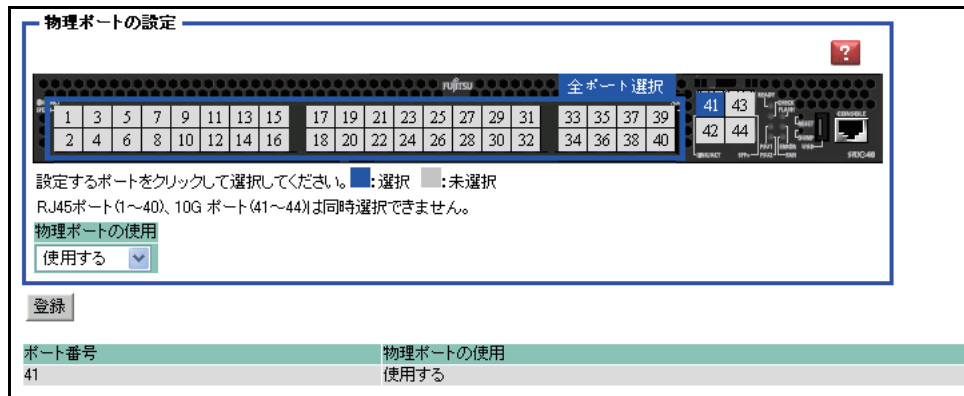 物理ポートの設定
?
FUJITSU
全ポート選択
1 3 5 7 9 11 13 15 17 19 21 23 25 27 29 31 33 35 37 39 41 43
2 4 6 8 10 12 14 16 18 20 22 24 26 28 30 32 34 36 38 40 42 44
READY
CONSOLE
設定するポートをクリックして選択してください。 :選択 :未選択
RJ45ポート(1～40)、10G ポート(41～44)は同時選択できません。
物理ポートの使用
使用する
登録
ポート番号 物理ポートの使用
41 使用する